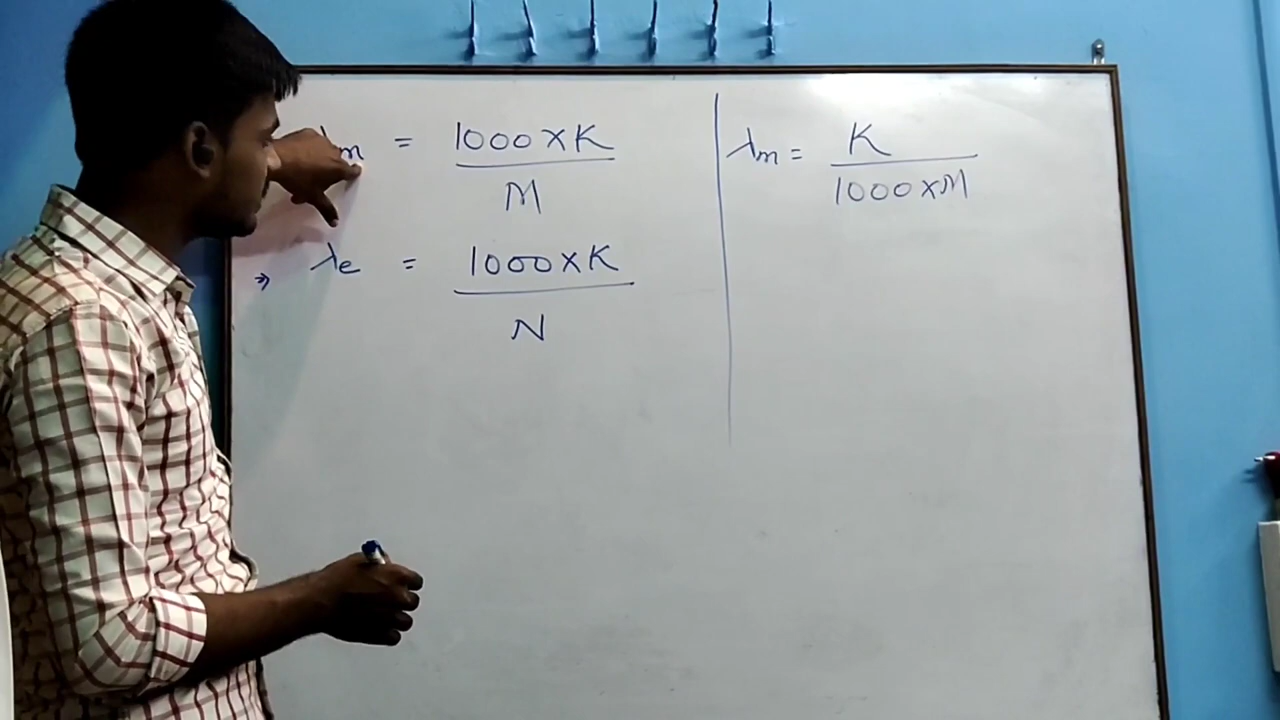 λm = 1000 x K / M
⇒ λe = 1000 x K / N
λm = K / 1000 x M